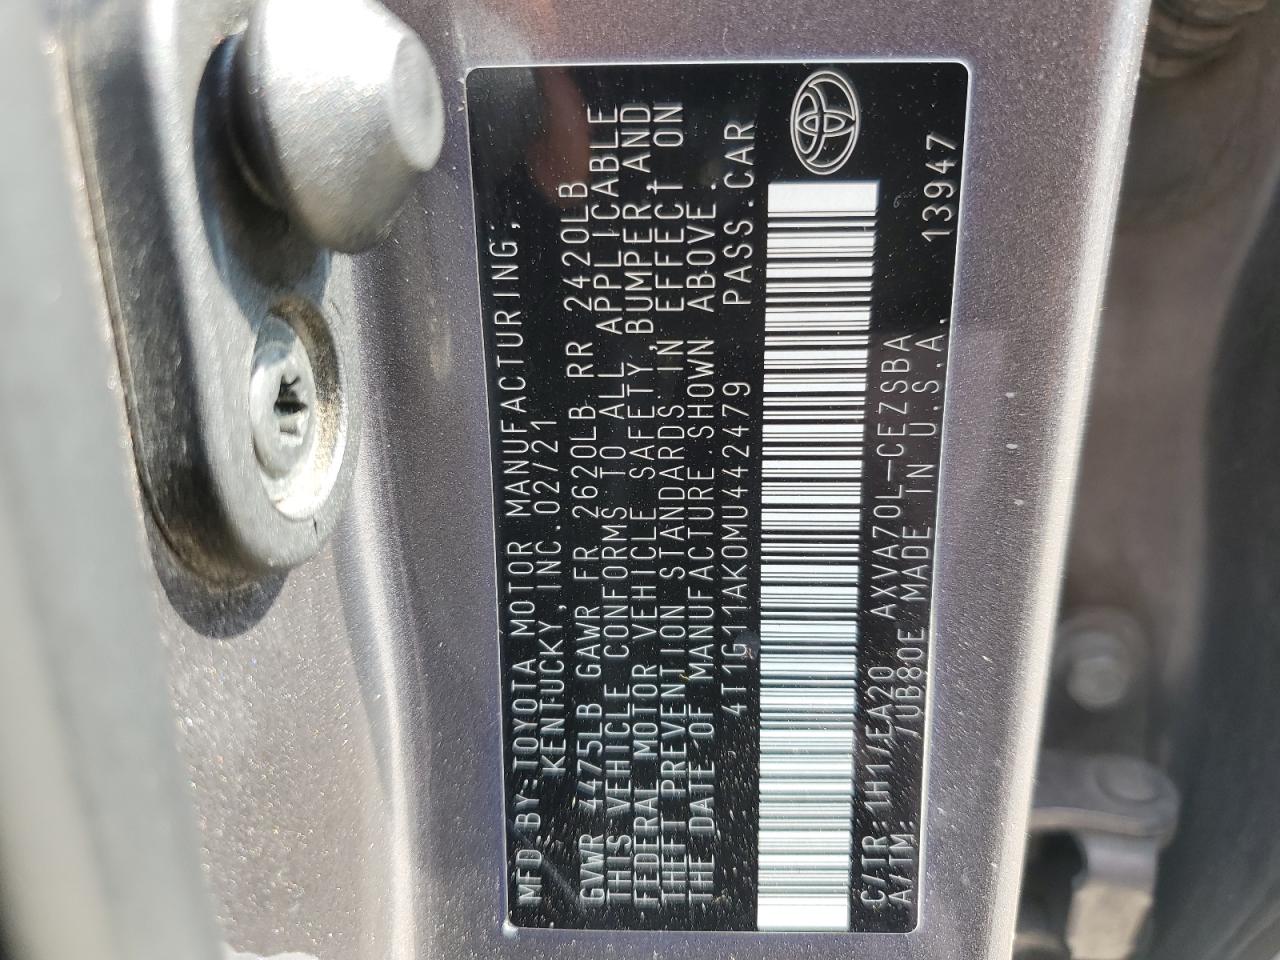 MFD.BY:TOYOTA MOTOR MANUFACTURING,
KENTUCKY, INC.02/21
GVWR 4475LB GAWR FR 2620LB RR 2420LB
THIS VEHICLE CONFORMS TO ALL APPLICABLE
FEDERAL MOTOR VEHICLE SAFETY,BUMPER,AND
THEFT PREVENTION STANDARDS IN EFFECT ON
THE DATE OF MANUFACTURE SHOWN ABOVE.
4T1G11AK0MU442479 PASS.CAR
C/TR: 1H1/EA20 AXVA70L-CEZSBA
A/TM: /UB80E MADE IN U.S.A. 13947